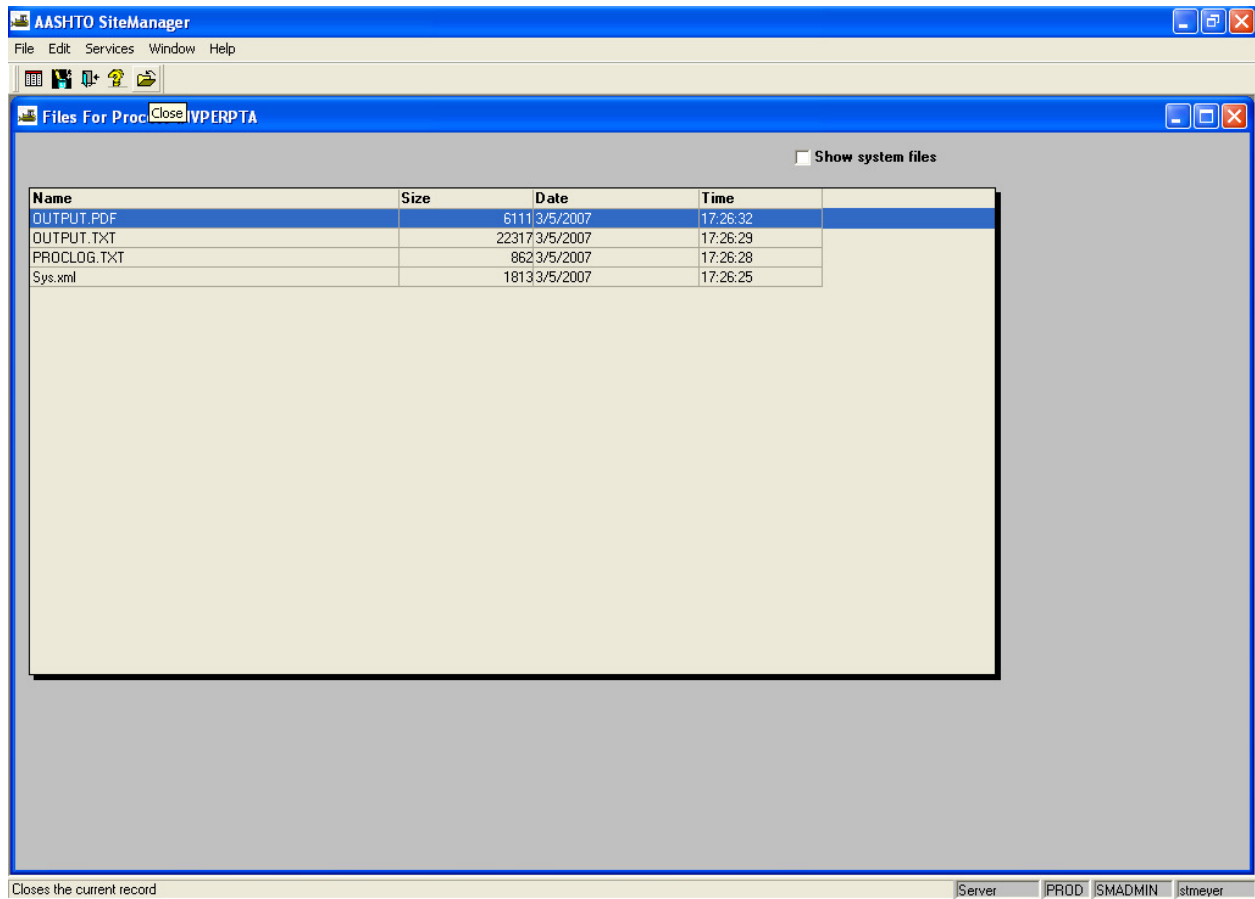 AASHTO SiteManager
File Edit Services Window Help
Files For Proc
Close
IVPERPTA
Show system files
Name Size Date Time
OUTPUT.PDF 6111 3/5/2007 17:26:32
OUTPUT.TXT 22317 3/5/2007 17:26:29
PROCLOG.TXT 862 3/5/2007 17:26:28
Sys.xml 1813 3/5/2007 17:26:25
Closes the current record Server PROD SMADMIN stmeyer